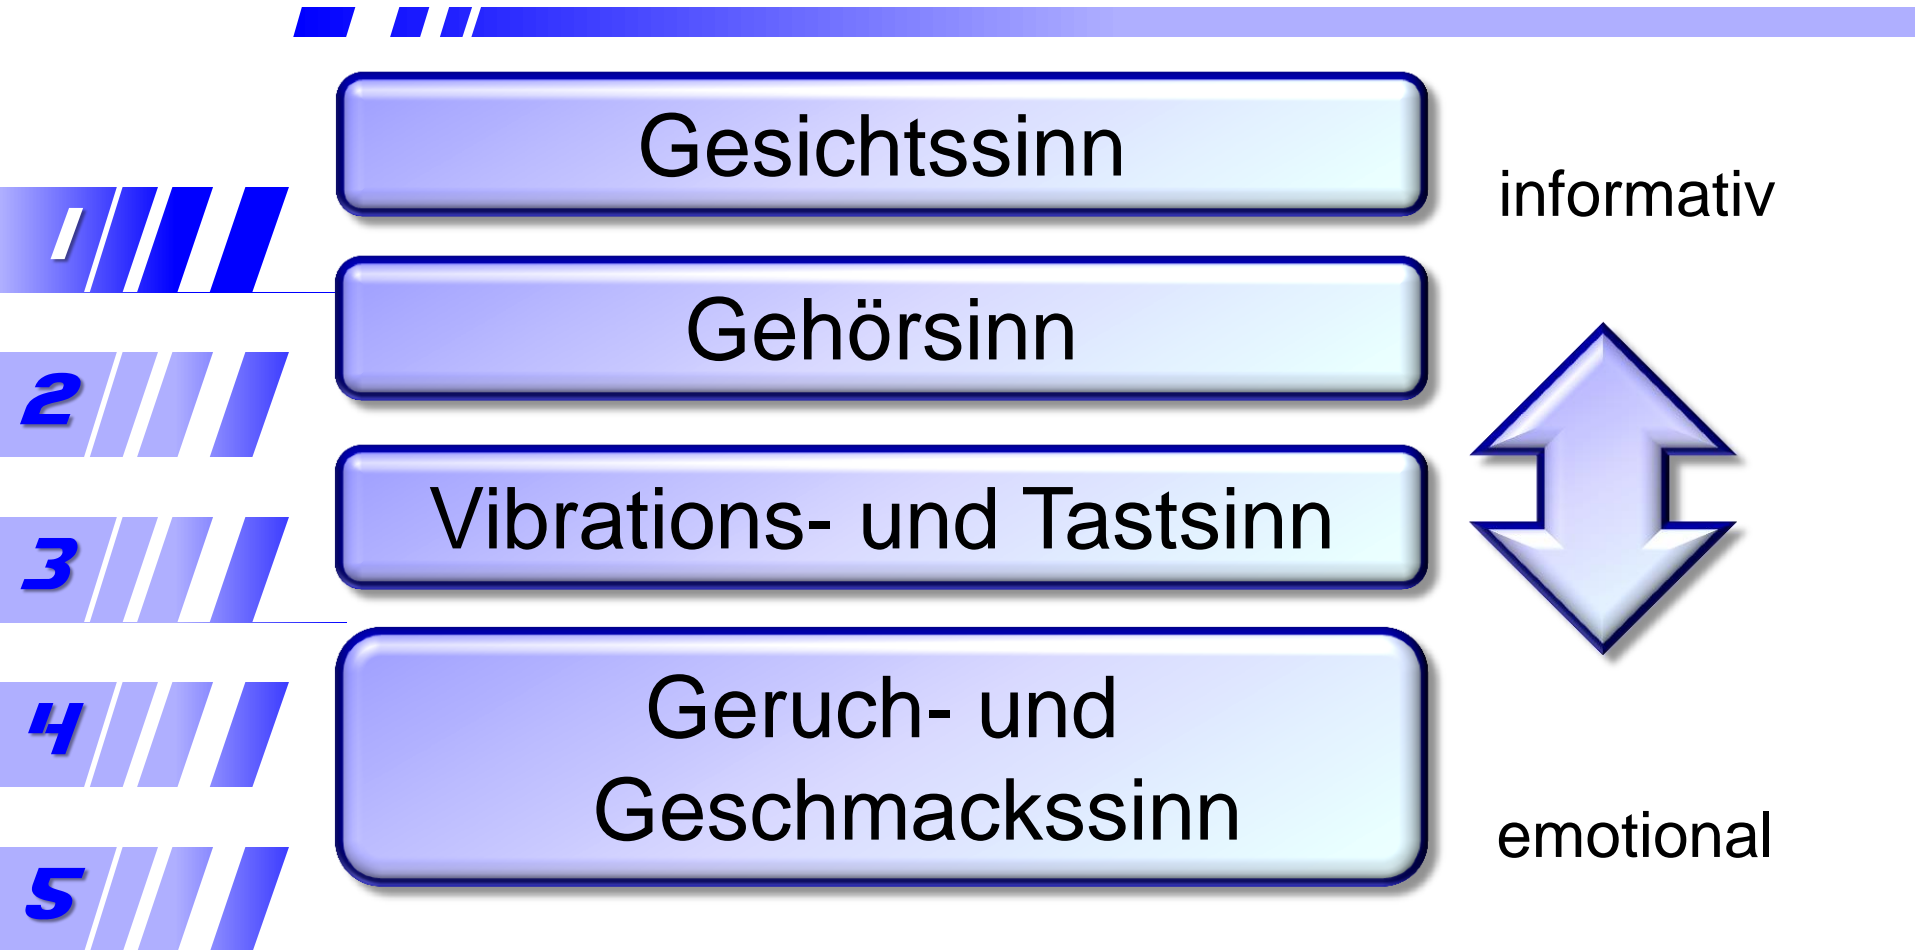 Gesichtssinn
informativ
1
Gehörsinn
2
Vibrations- und Tastsinn
3
Geruch- und
4
Geschmackssinn
emotional
5